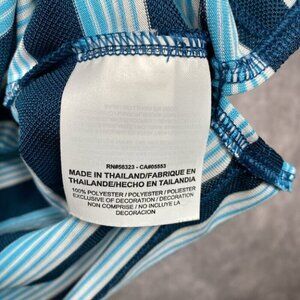 RN#56323 - CA#05553
MADE IN THAILAND/FABRIQUE EN
THAILANDE/HECHO EN TAILANDIA
100% POLYESTER / POLYESTER / POLIESTER
EXCLUSIVE OF DECORATION / DECORATION
NON COMPRISE / NO INCLUYE LA
DECORACION